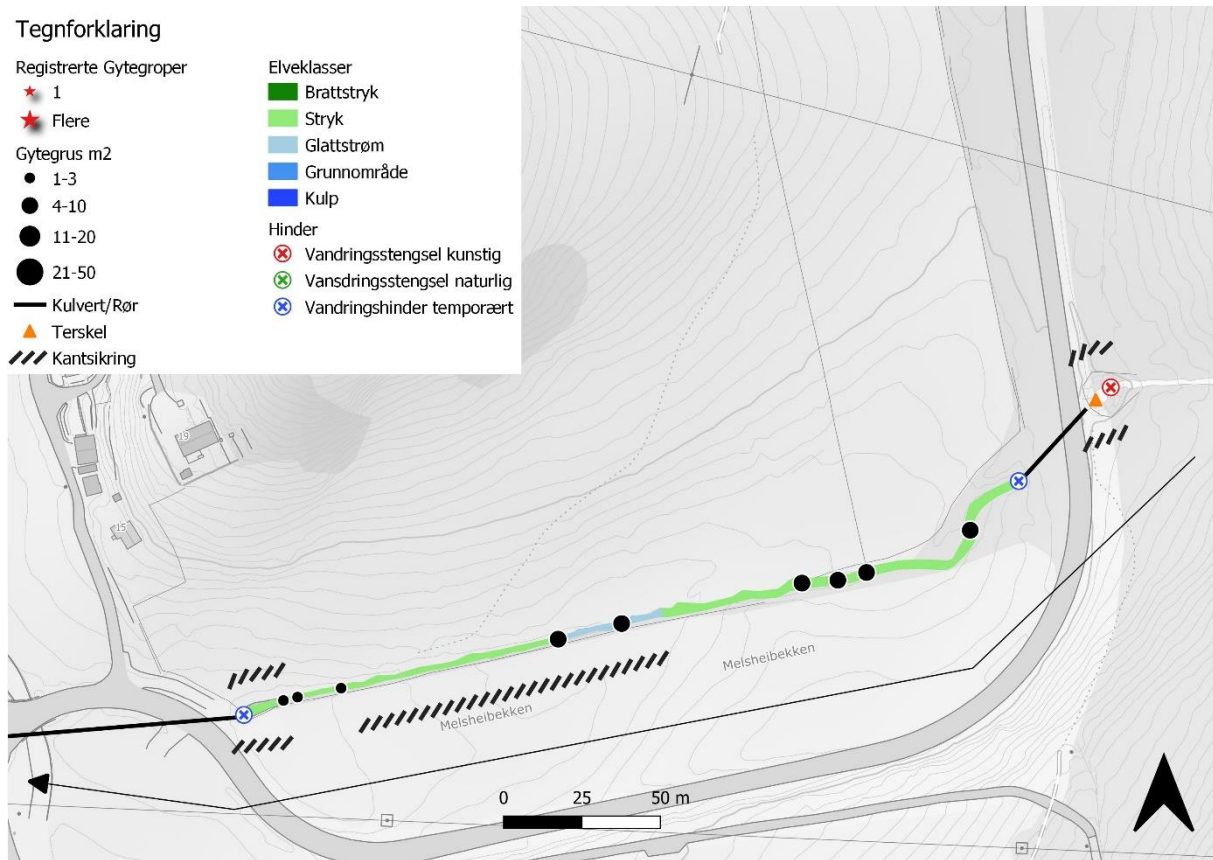 Tegnforklaring
Registrerte Gytegroper
1
Flere
Gytegrus m2
1-3
4-10
11-20
21-50
Kulvert/Rør
Terskel
Kantsikring
Elveklasser
Brattstryk
Stryk
Glattstrøm
Grunnområde
Kulp
Hinder
Vandringsstengsel kunstig
Vansdringsstengsel naturlig
Vandringshinder temporært
19
15
Melsheibekken
Melsheibekken
0 25 50 m